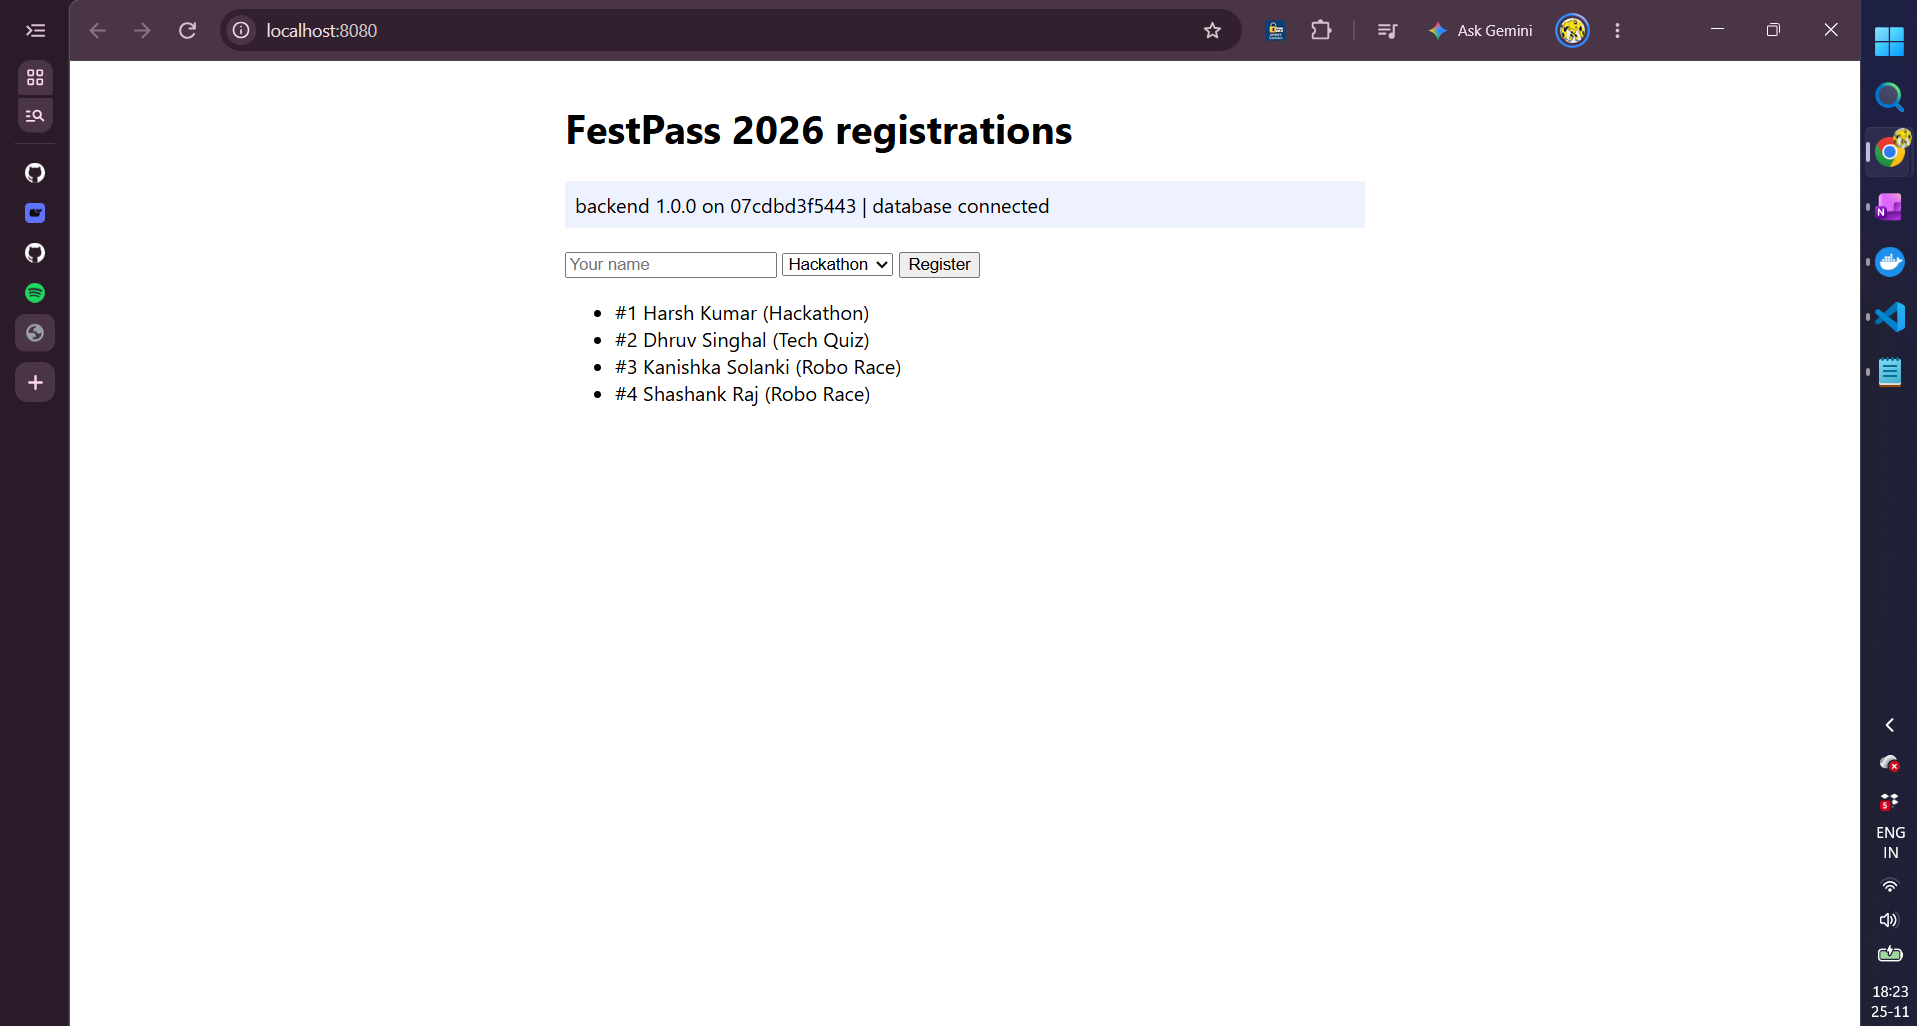 localhost:8080
Ask Gemini
FestPass 2026 registrations
backend 1.0.0 on 07cdbd3f5443 | database connected
Your name Hackathon Register
#1 Harsh Kumar (Hackathon)
#2 Dhruv Singhal (Tech Quiz)
#3 Kanishka Solanki (Robo Race)
#4 Shashank Raj (Robo Race)
5
ENG
IN
18:23
25-11